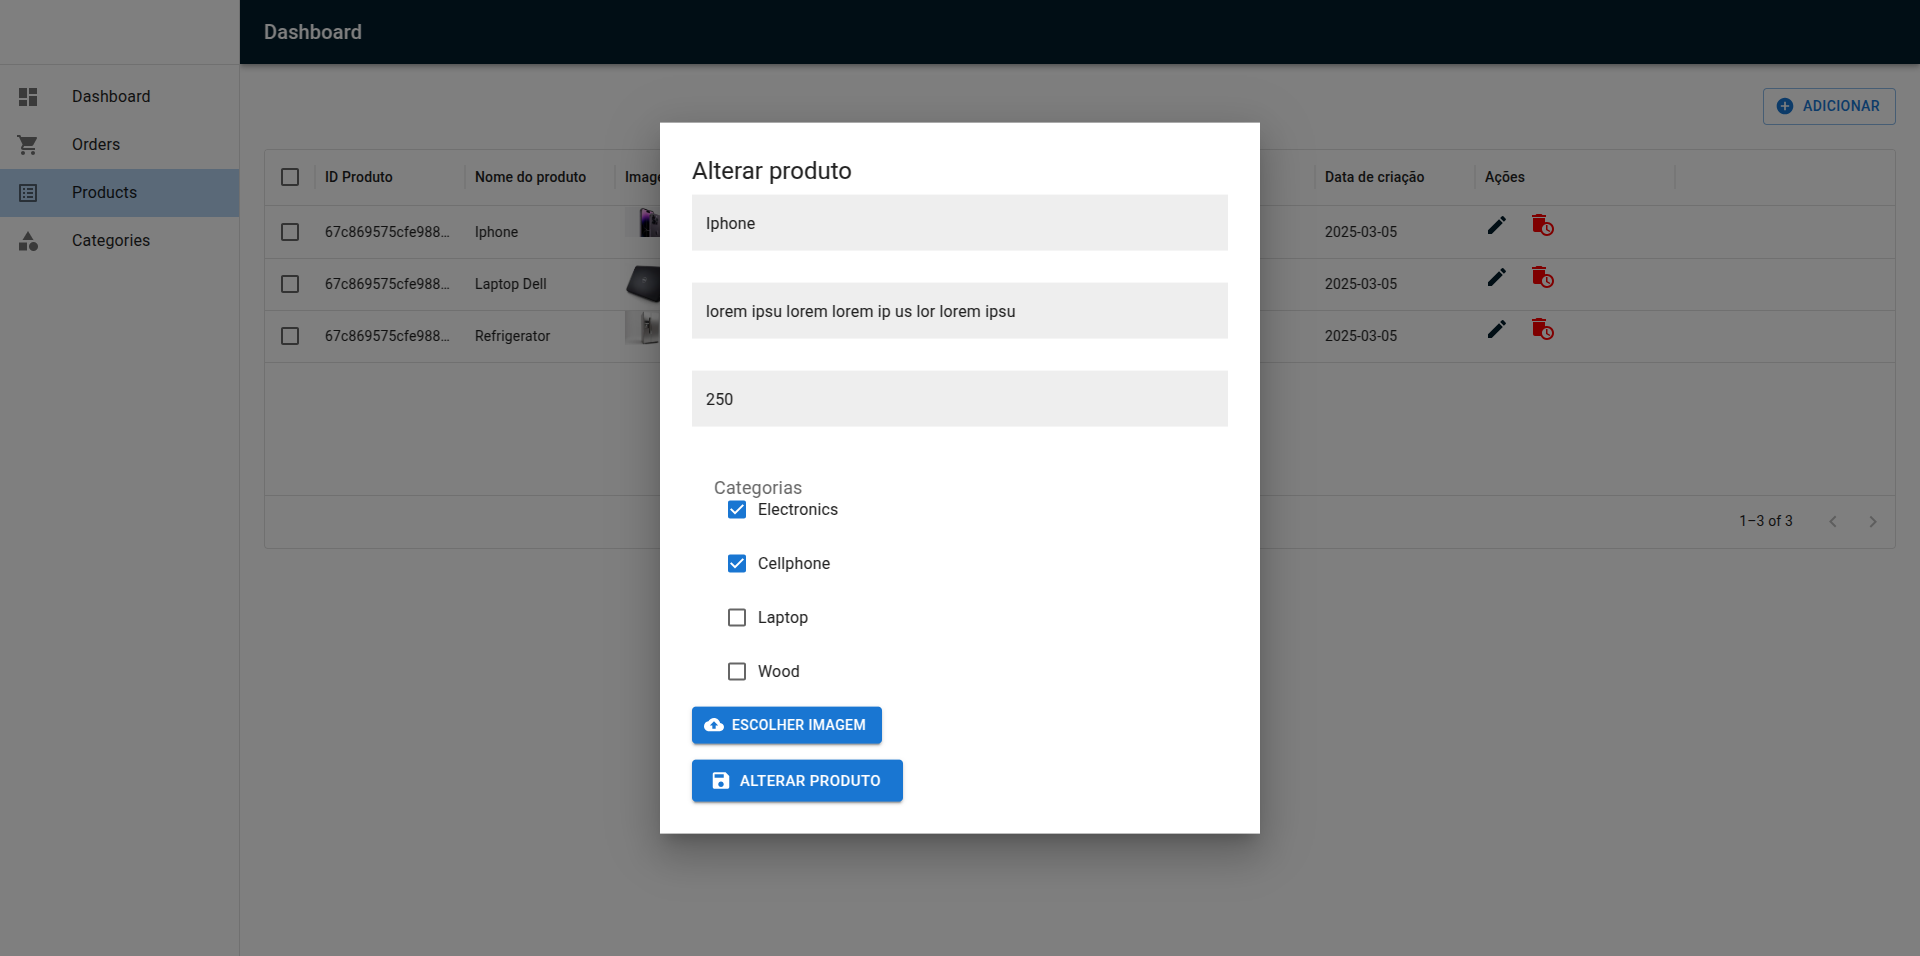 Dashboard
Dashboard
Orders
Products
Categories
ADICIONAR
ID Produto Nome do produto Data de criação Ações
67c869575cfe988... Iphone 2025-03-05
67c869575cfe988... Laptop Dell 2025-03-05
67c869575cfe988... Refrigerator 2025-03-05
1–3 of 3
Alterar produto
Iphone
lorem ipsu lorem lorem ip us lor lorem ipsu
250
Categorias
Electronics
Cellphone
Laptop
Wood
ESCOLHER IMAGEM
ALTERAR PRODUTO